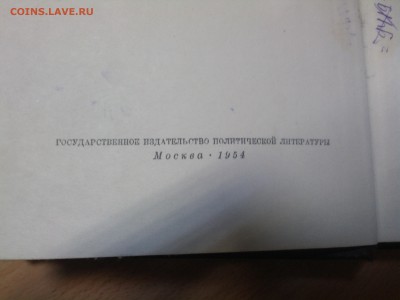 COINS.LAVE.RU
ГОСУДАРСТВЕННОЕ ИЗДАТЕЛЬСТВО ПОЛИТИЧЕСКОЙ ЛИТЕРАТУРЫ
Москва · 1954